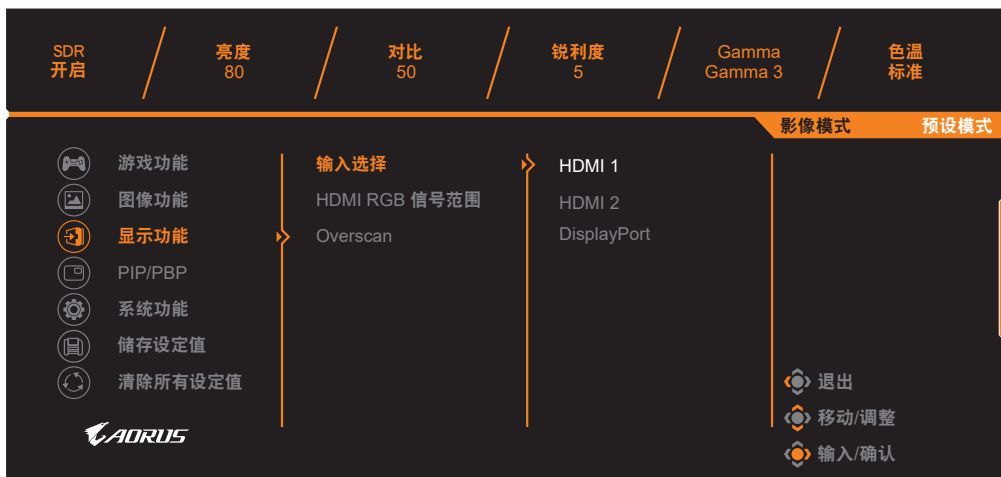 SDR
开启
亮度
80
对比
50
锐利度
5
Gamma
Gamma 3
色温
标准
影像模式 预设模式
游戏功能
图像功能
显示功能
PIP/PBP
系统功能
储存设定值
清除所有设定值
输入选择
HDMI RGB 信号范围
Overscan
HDMI 1
HDMI 2
DisplayPort
退出
移动/调整
输入/确认
AORUS